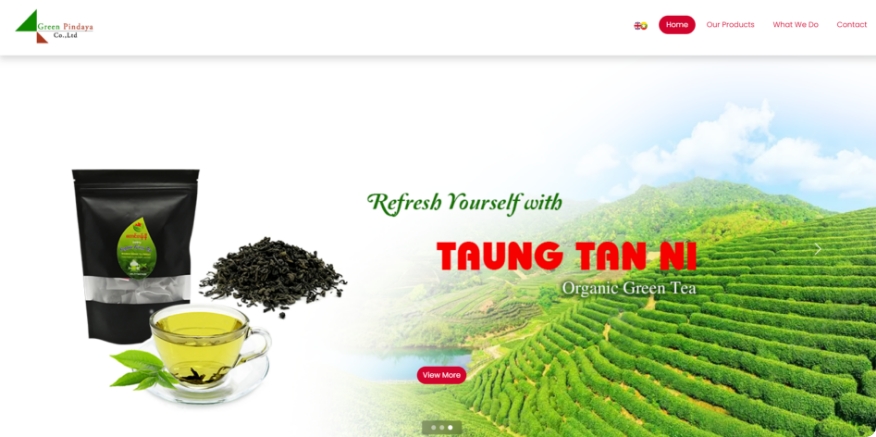 Green Pindaya
Co.,Ltd
Home
Our Products
What We Do
Contact
Refresh Yourself with
TAUNG TAN NI
Organic Green Tea
View More